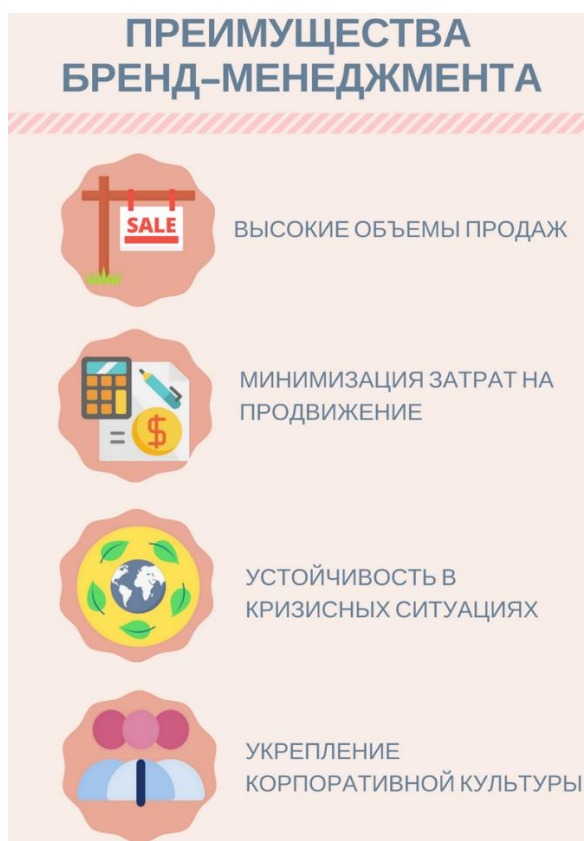 ПРЕИМУЩЕСТВА
БРЕНД–МЕНЕДЖМЕНТА
SALE
ВЫСОКИЕ ОБЪЕМЫ ПРОДАЖ
МИНИМИЗАЦИЯ ЗАТРАТ НА
ПРОДВИЖЕНИЕ
= $
УСТОЙЧИВОСТЬ В
КРИЗИСНЫХ СИТУАЦИЯХ
УКРЕПЛЕНИЕ
КОРПОРАТИВНОЙ КУЛЬТУРЫ